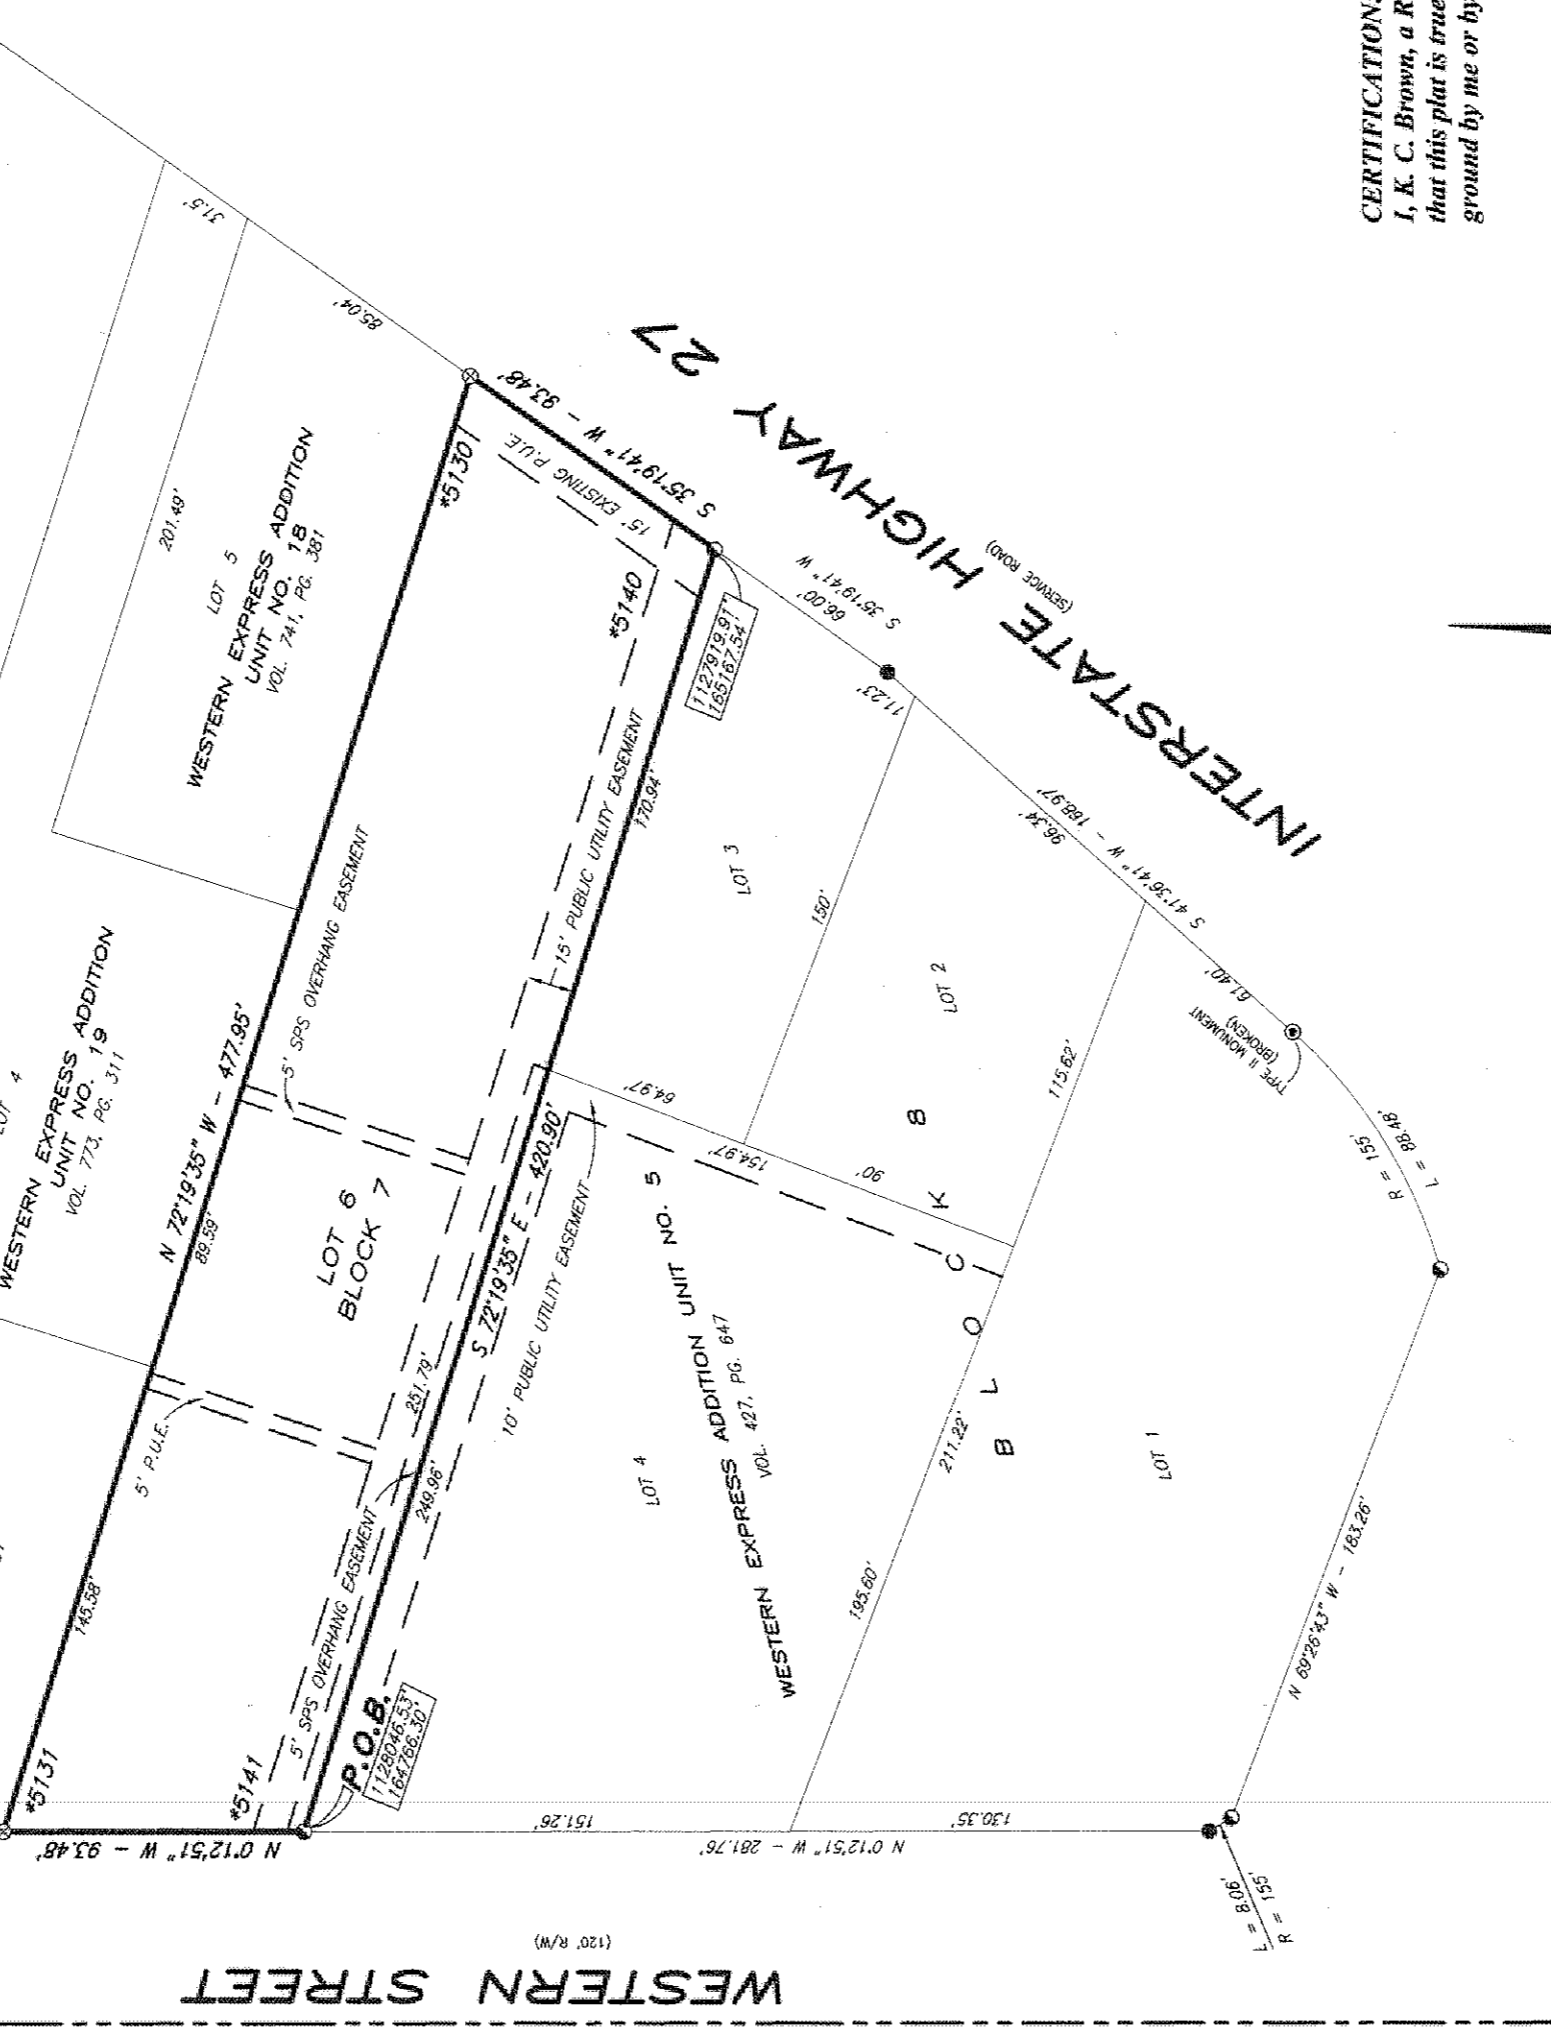 CERTIFICATION:
I, K. C. Brown, a R
that this plat is true
ground by me or by
31.5'
85.04'
201.49'
LOT 5
WESTERN EXPRESS ADDITION
UNIT NO. 18
VOL. 741, PG. 381
*5130
S 35°19'41" W - 93.48'
15' EXISTING P.U.E.
INTERSTATE HIGHWAY 27
(SERVICE ROAD)
*5140
1127919.91'
165167.54'
66.00'
S 35°19'41" W
11.23'
4
WESTERN EXPRESS ADDITION
UNIT NO. 19
VOL. 773, PG. 311
N 72°19'35" W - 477.95'
89.59'
5' SPS OVERHANG EASEMENT
15' PUBLIC UTILITY EASEMENT
170.94'
LOT 3
150'
96.34'
S 41°36'41" W - 168.97'
LOT 2
61.40'
TYPE II MONUMENT
(BROKEN)
115.62'
64.97'
154.97'
90'
LOT 6
BLOCK 7
S 72°19'35" E - 420.90'
10' PUBLIC UTILITY EASEMENT
BLOCK 8
WESTERN EXPRESS ADDITION UNIT NO. 5
VOL. 427, PG. 647
R = 155'
L = 88.48'
5' P.U.E.
251.79'
249.96'
LOT 4
211.22'
195.60'
LOT 1
N 69°26'43" W - 183.26'
145.58'
5' SPS OVERHANG EASEMENT
*5131
*5141
P.O.B.
1128046.53'
164766.30'
N 0°12'51" W - 93.48'
151.26'
N 0°12'51" W - 281.76'
130.35'
L = 8.06'
R = 155'
(120' R/W)
WESTERN STREET